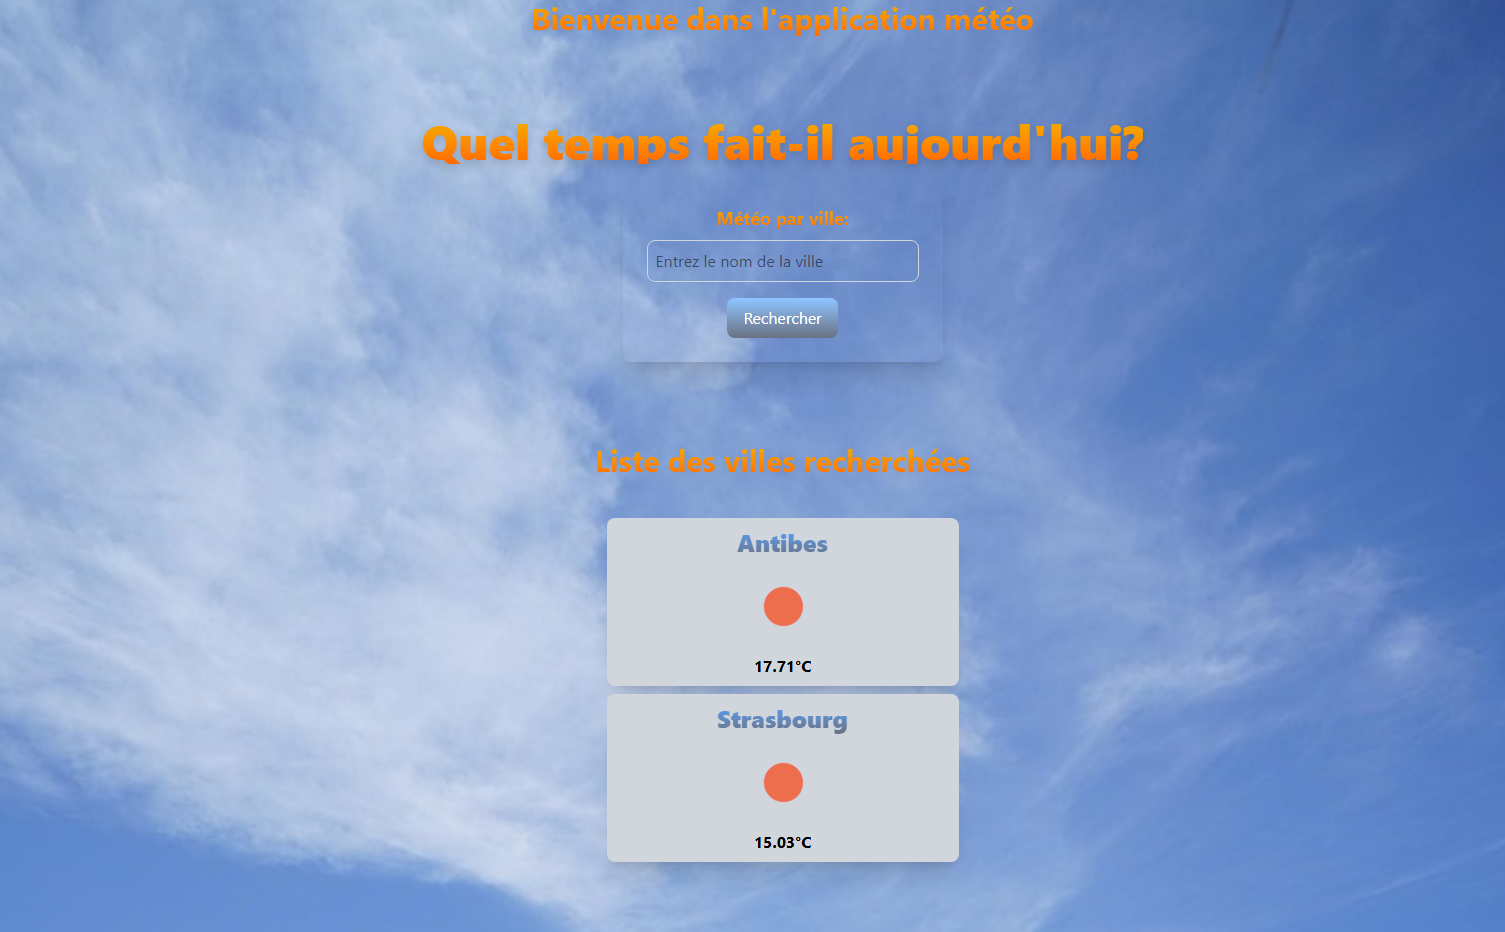 Bienvenue dans l'application météo
Quel temps fait-il aujourd'hui?
Météo par ville:
Entrez le nom de la ville
Rechercher
Liste des villes recherchées
Antibes
17.71°C
Strasbourg
15.03°C